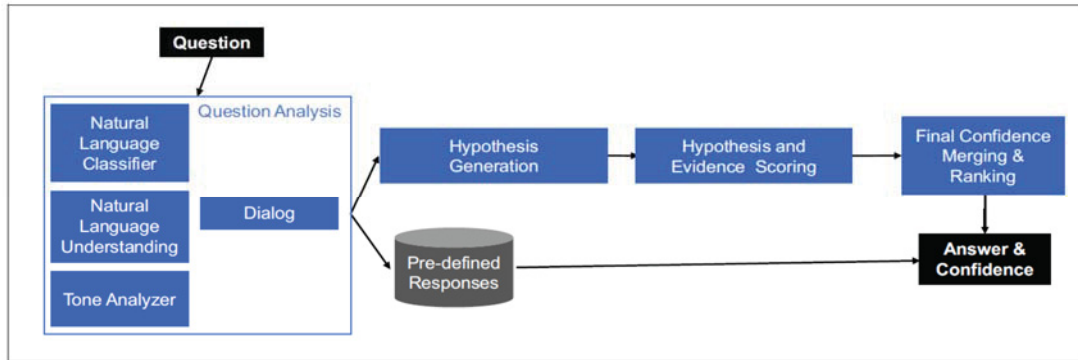 Question
Question Analysis
Natural
Language
Classifier
Natural
Language
Understanding
Tone Analyzer
Dialog
Hypothesis
Generation
Hypothesis and
Evidence Scoring
Final Confidence
Merging &
Ranking
Pre-defined
Responses
Answer &
Confidence